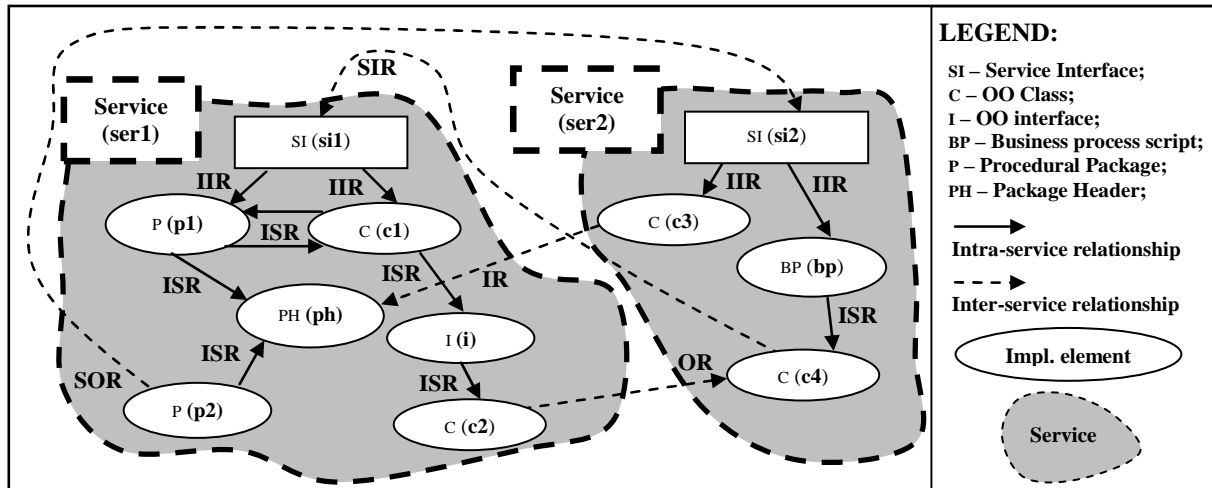 SIR
Service
(ser1)
Service
(ser2)
SI (si1)
SI (si2)
IIR
IIR
IIR
IIR
P (p1)
ISR
C (c1)
C (c3)
BP (bp)
ISR
ISR
IR
PH (ph)
I (i)
ISR
ISR
ISR
OR
SOR
P (p2)
C (c2)
C (c4)
LEGEND:
SI – Service Interface;
C – OO Class;
I – OO interface;
BP – Business process script;
P – Procedural Package;
PH – Package Header;
Intra-service relationship
Inter-service relationship
Impl. element
Service